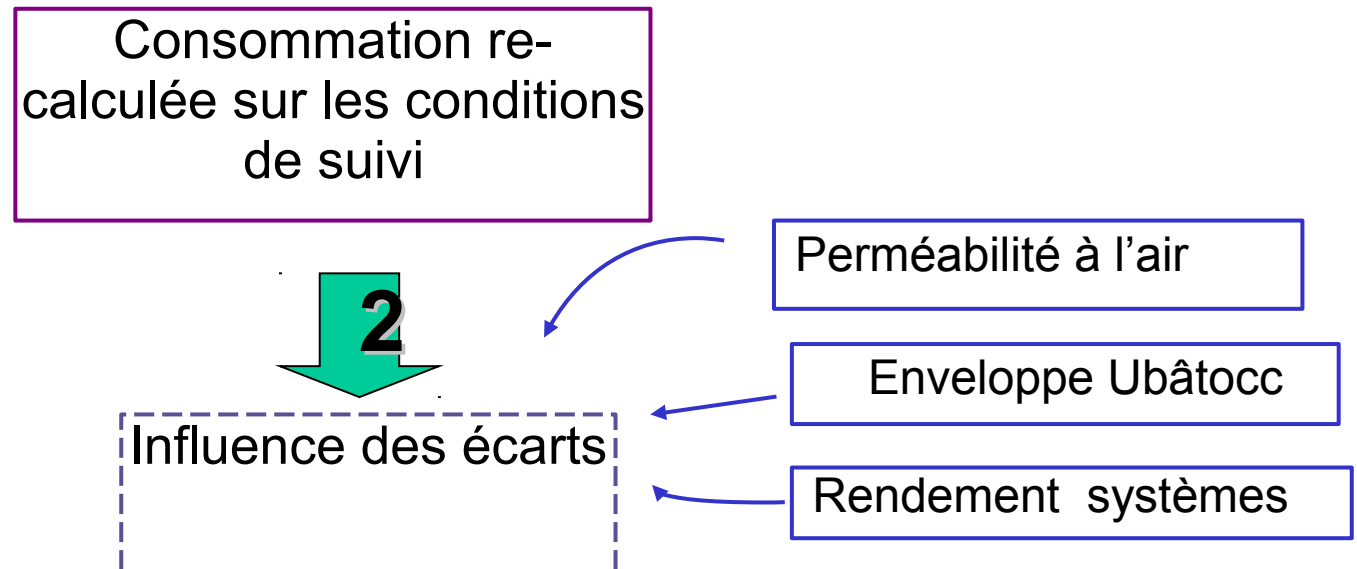 Consommation re-
calculée sur les conditions
de suivi
Perméabilité à l’air
2
Enveloppe Ubâtocc
Influence des écarts
Rendement systèmes